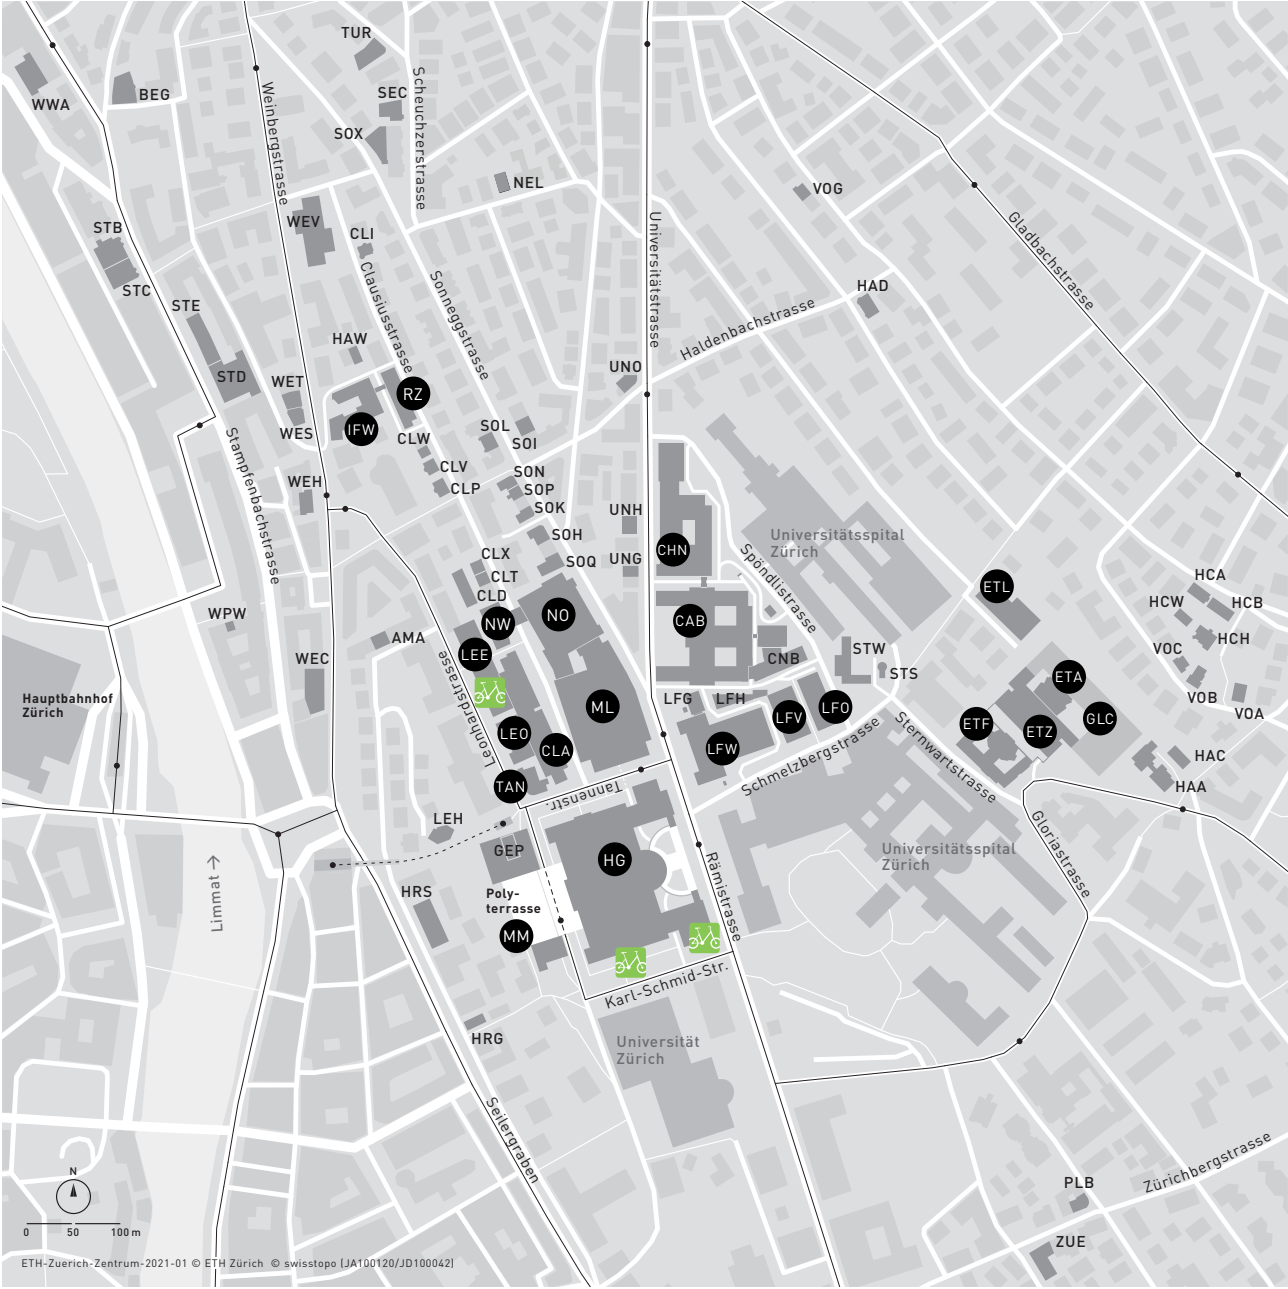 TUR
WWA
BEG
SEC
SOX
Weinbergstrasse
Scheuchzerstrasse
NEL
VOG
STB
WEV
CLI
Universitätstrasse
Gladbachstrasse
STC
STE
Clausiusstrasse
Sonneggstrasse
HAD
HAW
Haldenbachstrasse
UNO
STD
WET
RZ
IFW
WES
CLW
SOL
SOI
CLV
CLP
SON
SOP
SOK
Stampfenbachstrasse
WEH
UNH
SOH
CHN
Universitätsspital
Zürich
CLX
SOQ
UNG
Spöndlistrasse
CLT
CLD
ETL
HCA
HCW
HCB
WPW
NW
NO
CAB
AMA
HCH
LEE
WEC
CNB
STW
STS
VOC
ETA
Hauptbahnhof
Zürich
Leonhardstrasse
ML
LFG
LFH
LFV
LFO
VOB
VOA
LEO
CLA
LFW
ETF
ETZ
GLC
Schmelzbergstrasse
Sternwartstrasse
HAC
HAA
TAN
Tannenstr.
LEH
GEP
HG
Universitätsspital
Zürich
Gloriastrasse
Limmat →
HRS
Poly-
terrasse
Rämistrasse
MM
Karl-Schmid-Str.
HRG
Universität
Zürich
Seilergraben
Zürichbergstrasse
PLB
ZUE
N
0 50 100 m
ETH-Zuerich-Zentrum-2021-01 © ETH Zürich © swisstopo (JA100120/JD100042)